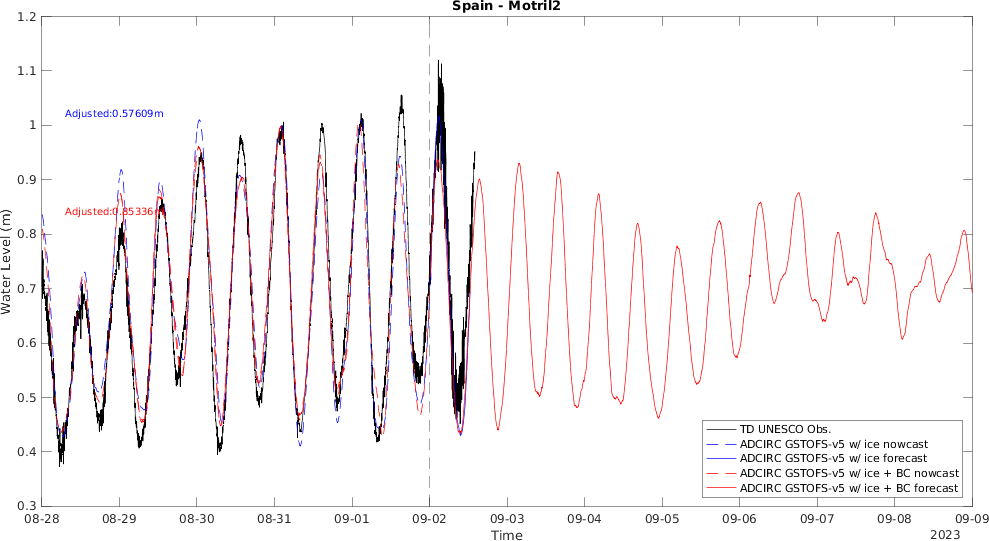 Spain - Motril2
1.2
1.1
1
0.9
0.8
0.7
0.6
0.5
0.4
0.3
Water Level (m)
Adjusted:0.57609m
Adjusted:0.85336m
TD UNESCO Obs.
ADCIRC GSTOFS-v5 w/ ice nowcast
ADCIRC GSTOFS-v5 w/ ice forecast
ADCIRC GSTOFS-v5 w/ ice + BC nowcast
ADCIRC GSTOFS-v5 w/ ice + BC forecast
08-28 08-29 08-30 08-31 09-01 09-02 09-03 09-04 09-05 09-06 09-07 09-08 09-09
Time
2023